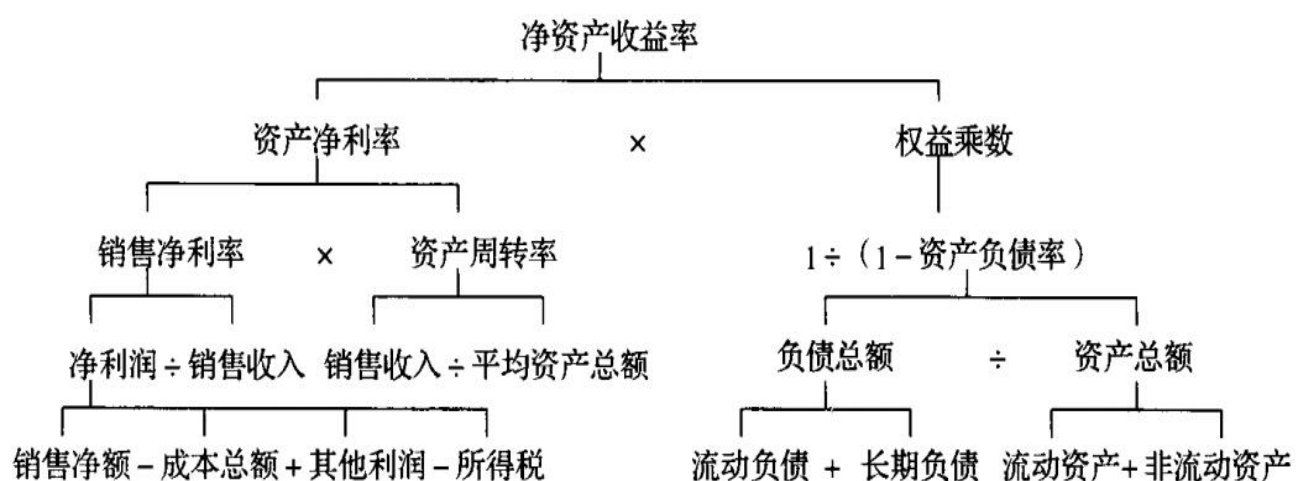 净资产收益率
资产净利率 × 权益乘数
销售净利率 × 资产周转率 1÷（1-资产负债率）
净利润÷销售收入 销售收入÷平均资产总额 负债总额 ÷ 资产总额
销售净额-成本总额+其他利润-所得税 流动负债 + 长期负债 流动资产+非流动资产